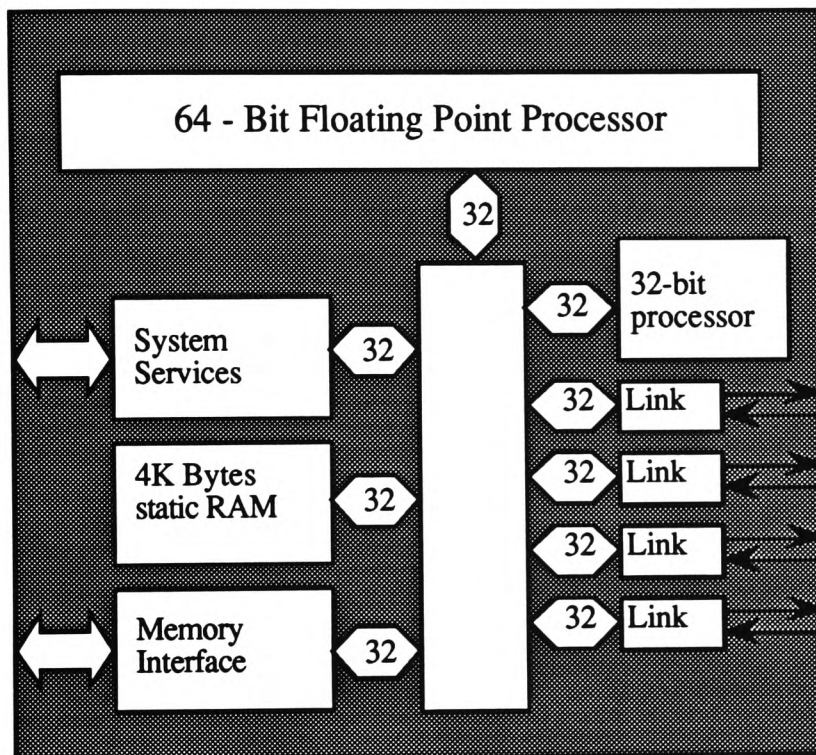 64 - Bit Floating Point Processor
32
32
32-bit
processor
System
Services
32
32
Link
4K Bytes
static RAM
32
32
Link
32
Link
Memory
Interface
32
32
Link